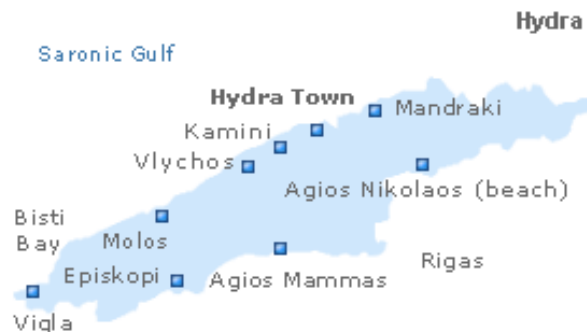 Hydra
Saronic Gulf
Hydra Town
Mandraki
Kamini
Vlychos
Agios Nikolaos (beach)
Bisti
Bay
Molos
Rigas
Episkopi
Agios Mammas
Vigla